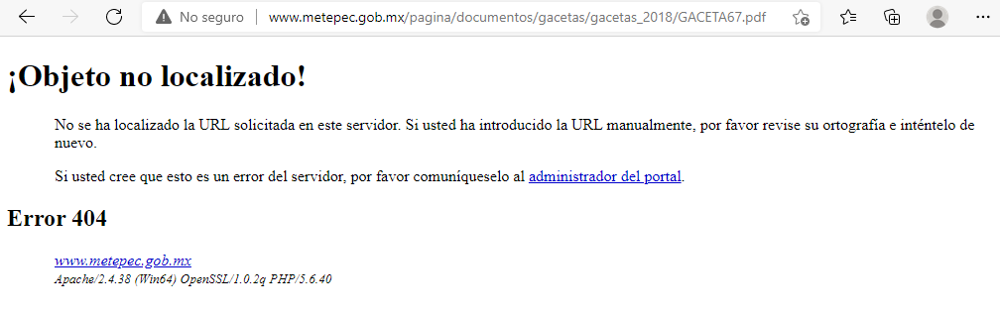 No seguro | www.metepec.gob.mx/pagina/documentos/gacetas/gacetas_2018/GACETA67.pdf
¡Objeto no localizado!
No se ha localizado la URL solicitada en este servidor. Si usted ha introducido la URL manualmente, por favor revise su ortografía e inténtelo de
nuevo.
Si usted cree que esto es un error del servidor, por favor comuníqueselo al administrador del portal.
Error 404
www.metepec.gob.mx
Apache/2.4.38 (Win64) OpenSSL/1.0.2q PHP/5.6.40